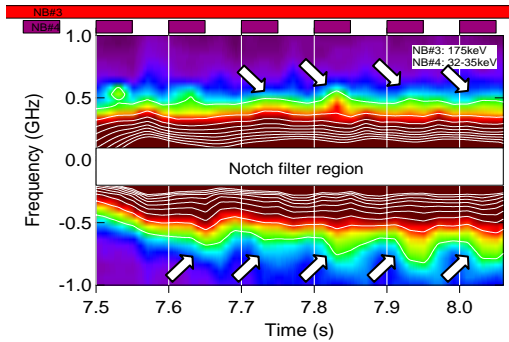 NB#3
NB#4
NB#3: 175keV
NB#4: 32-35keV
1.0
0.5
0.0
-0.5
-1.0
Frequency (GHz)
Notch filter region
7.5
7.6
7.7
7.8
7.9
8.0
Time (s)